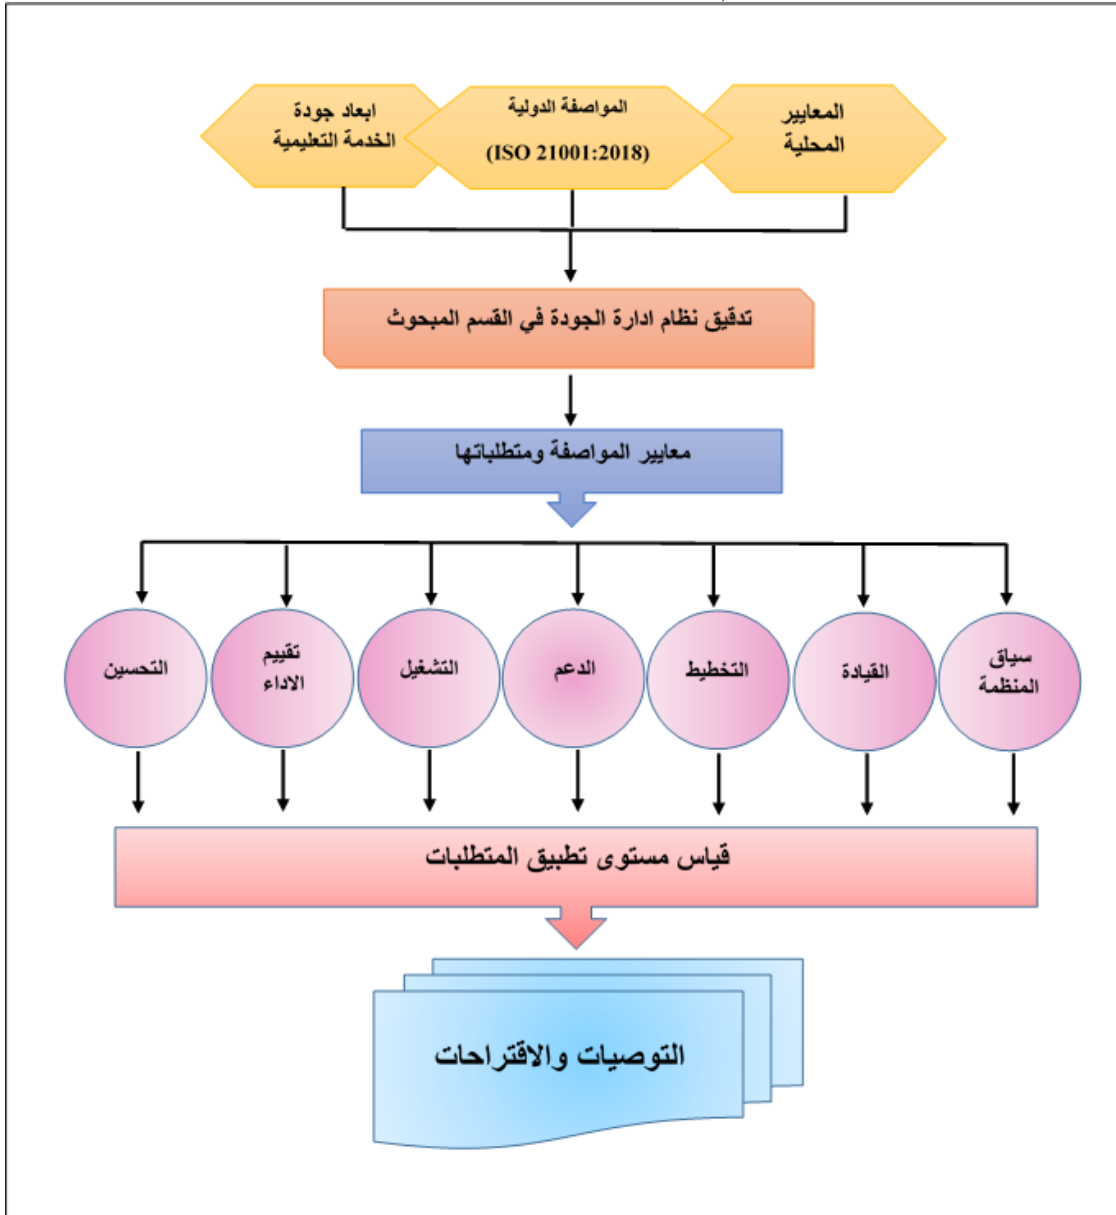 المعايير
المحلية
المواصفة الدولية
(ISO 21001:2018)
ابعاد جودة
الخدمة التعليمية
تدقيق نظام ادارة الجودة في القسم المبحوث
معايير المواصفة ومتطلباتها
سياق
المنظمة
القيادة
التخطيط
الدعم
التشغيل
تقييم
الاداء
التحسين
قياس مستوى تطبيق المتطلبات
التوصيات والاقتراحات